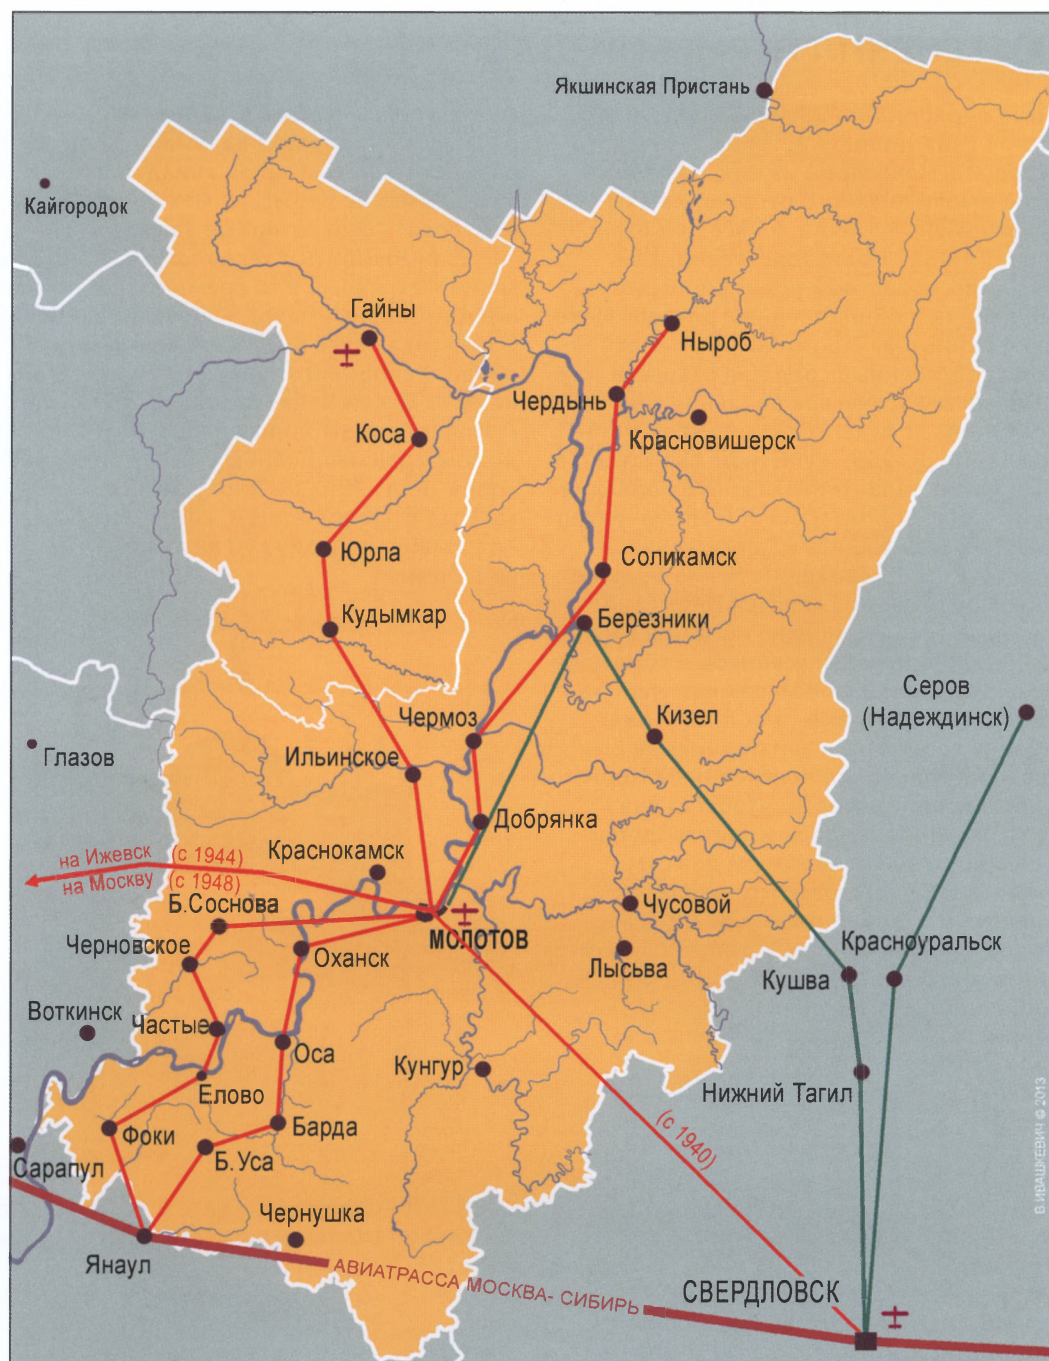 Якшинская Пристань
Кайгородок
Гайны
Ныроб
Чердынь
Красновишерск
Коса
Юрла
Соликамск
Кудымкар
Березники
Серов
(Надеждинск)
Чермоз
Кизел
Глазов
Ильинское
Добрянка
Краснокамск
на Ижевск (с 1944)
на Москву (с 1948)
Б.Соснова
Чусовой
МОЛОТОВ
Черновское
Оханск
Лысьва
Красноуральск
Кушва
Воткинск
Частые
Оса
Кунгур
Нижний Тагил
Елово
Фоки
Барда
(с 1940)
Сарапул
Б.Уса
Чернушка
Янаул
АВИАТРАССА МОСКВА- СИБИРЬ
СВЕРДЛОВСК
В.ИВАШКЕВИЧ © 2013